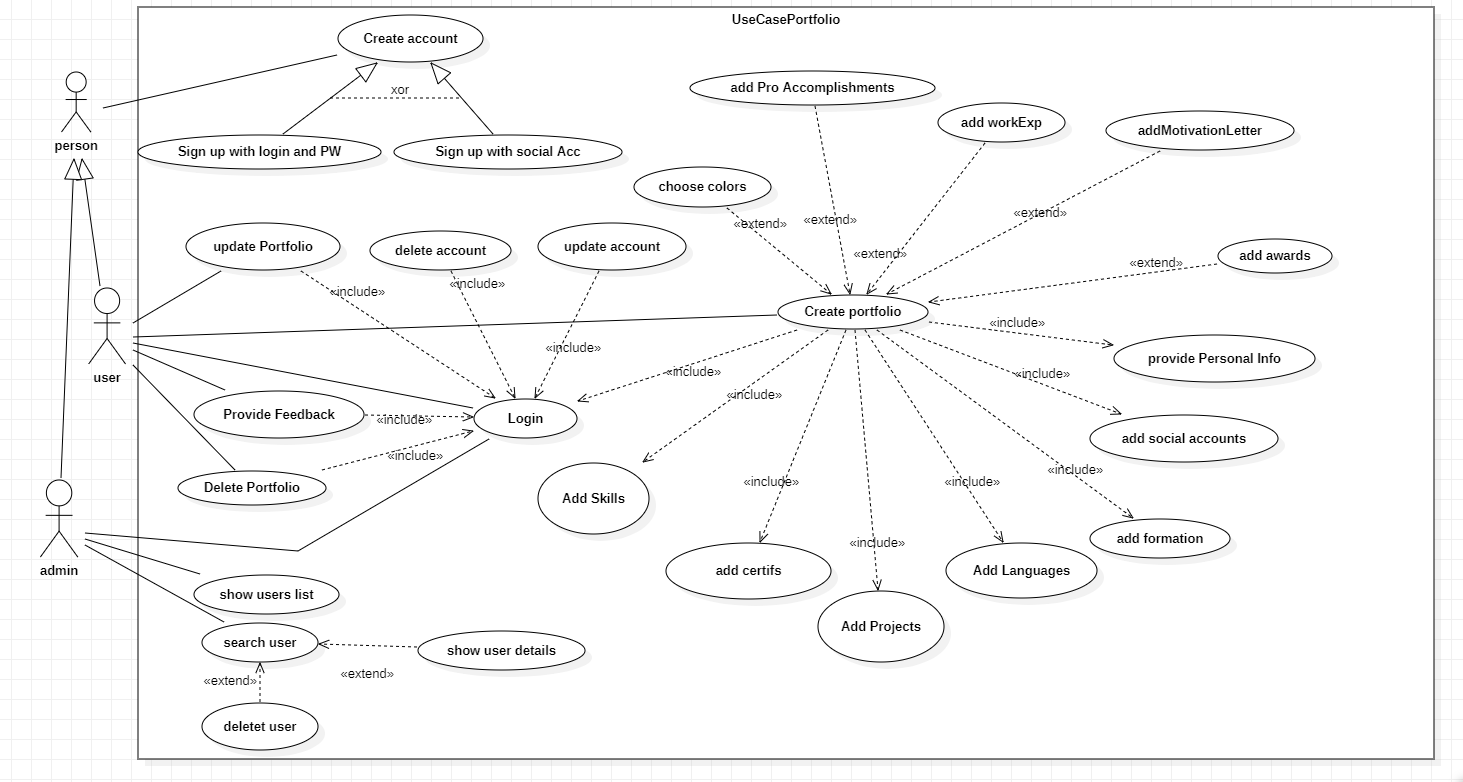 UseCasePortfolio
Create account
xor
add Pro Accomplishments
add workExp
addMotivationLetter
person
Sign up with login and PW
Sign up with social Acc
choose colors
«extend»
«extend»
«extend»
«extend»
update Portfolio
delete account
update account
«extend»
add awards
«include»
«include»
Create portfolio
«include»
provide Personal Info
user
«include»
«include»
«include»
«include»
Provide Feedback
«include»
Login
add social accounts
«include»
Delete Portfolio
«include»
«include»
«include»
Add Skills
«include»
add formation
«include»
admin
add certifs
Add Languages
show users list
Add Projects
search user
show user details
«extend»
«extend»
deletet user